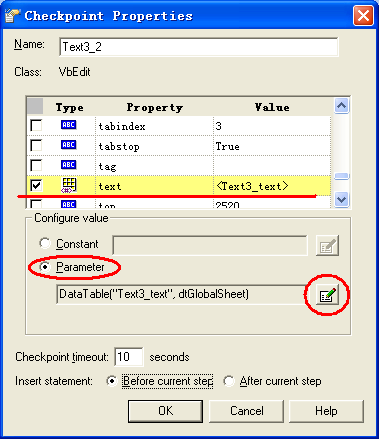 Checkpoint Properties
Name: Text3_2
Class: VbEdit
Type Property Value
ABC tabindex 3
ABC tabstop True
ABC tag
text <Text3_text>
ABC top 2520
Configure value
Constant
Parameter
DataTable("Text3_text", dtGlobalSheet)
Checkpoint timeout: 10 seconds
Insert statement: Before current step After current step
OK Cancel Help